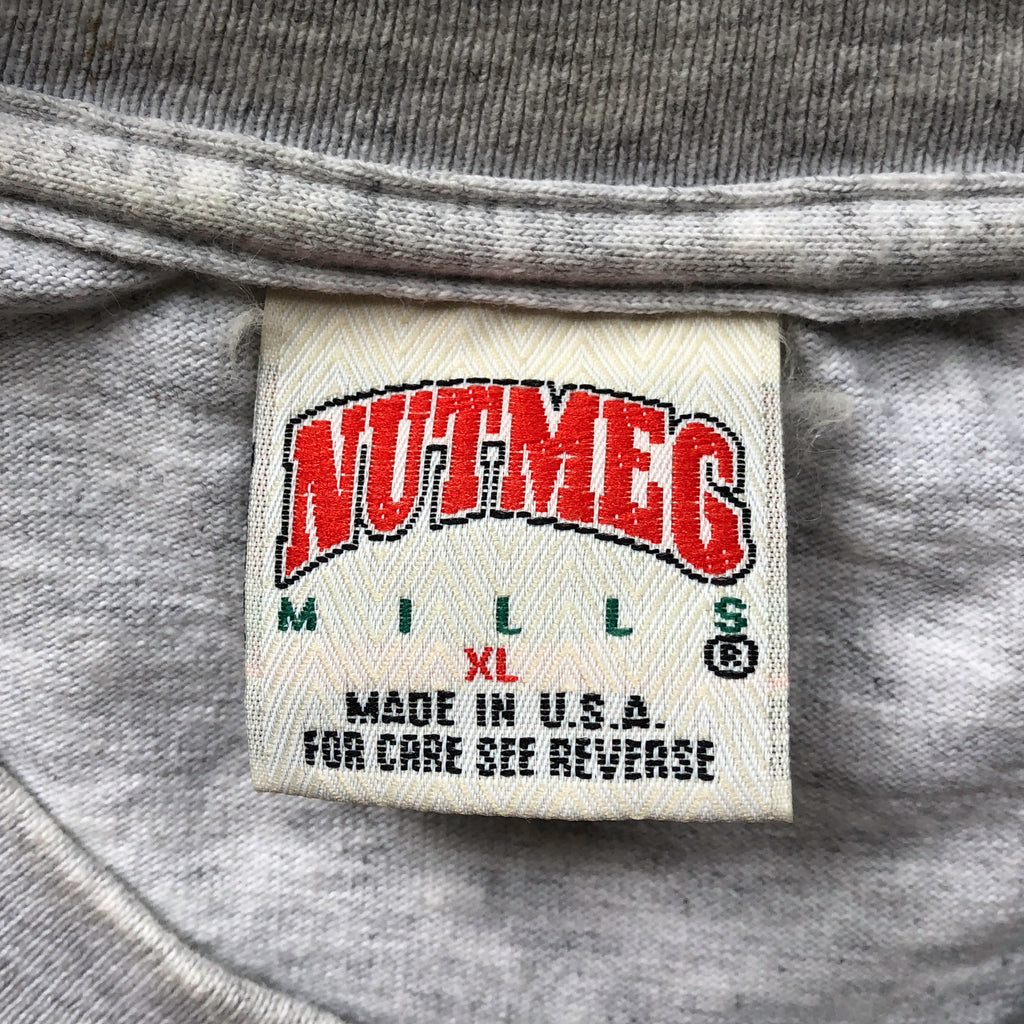 NUTMEG
MILLS
®
XL
MADE IN U.S.A.
FOR CARE SEE REVERSE